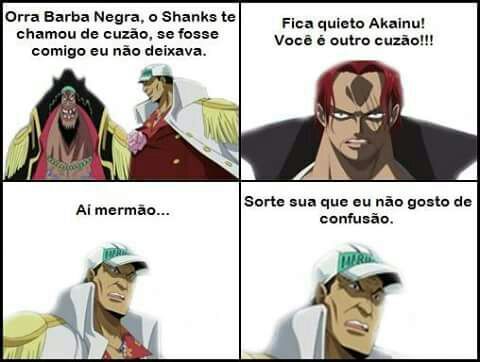 Orra Barba Negra, o Shanks te
chamou de cuzão, se fosse
comigo eu não deixava.
Fica quieto Akainu!
Você é outro cuzão!!!
Aí mermão...
Sorte sua que eu não gosto de
confusão.